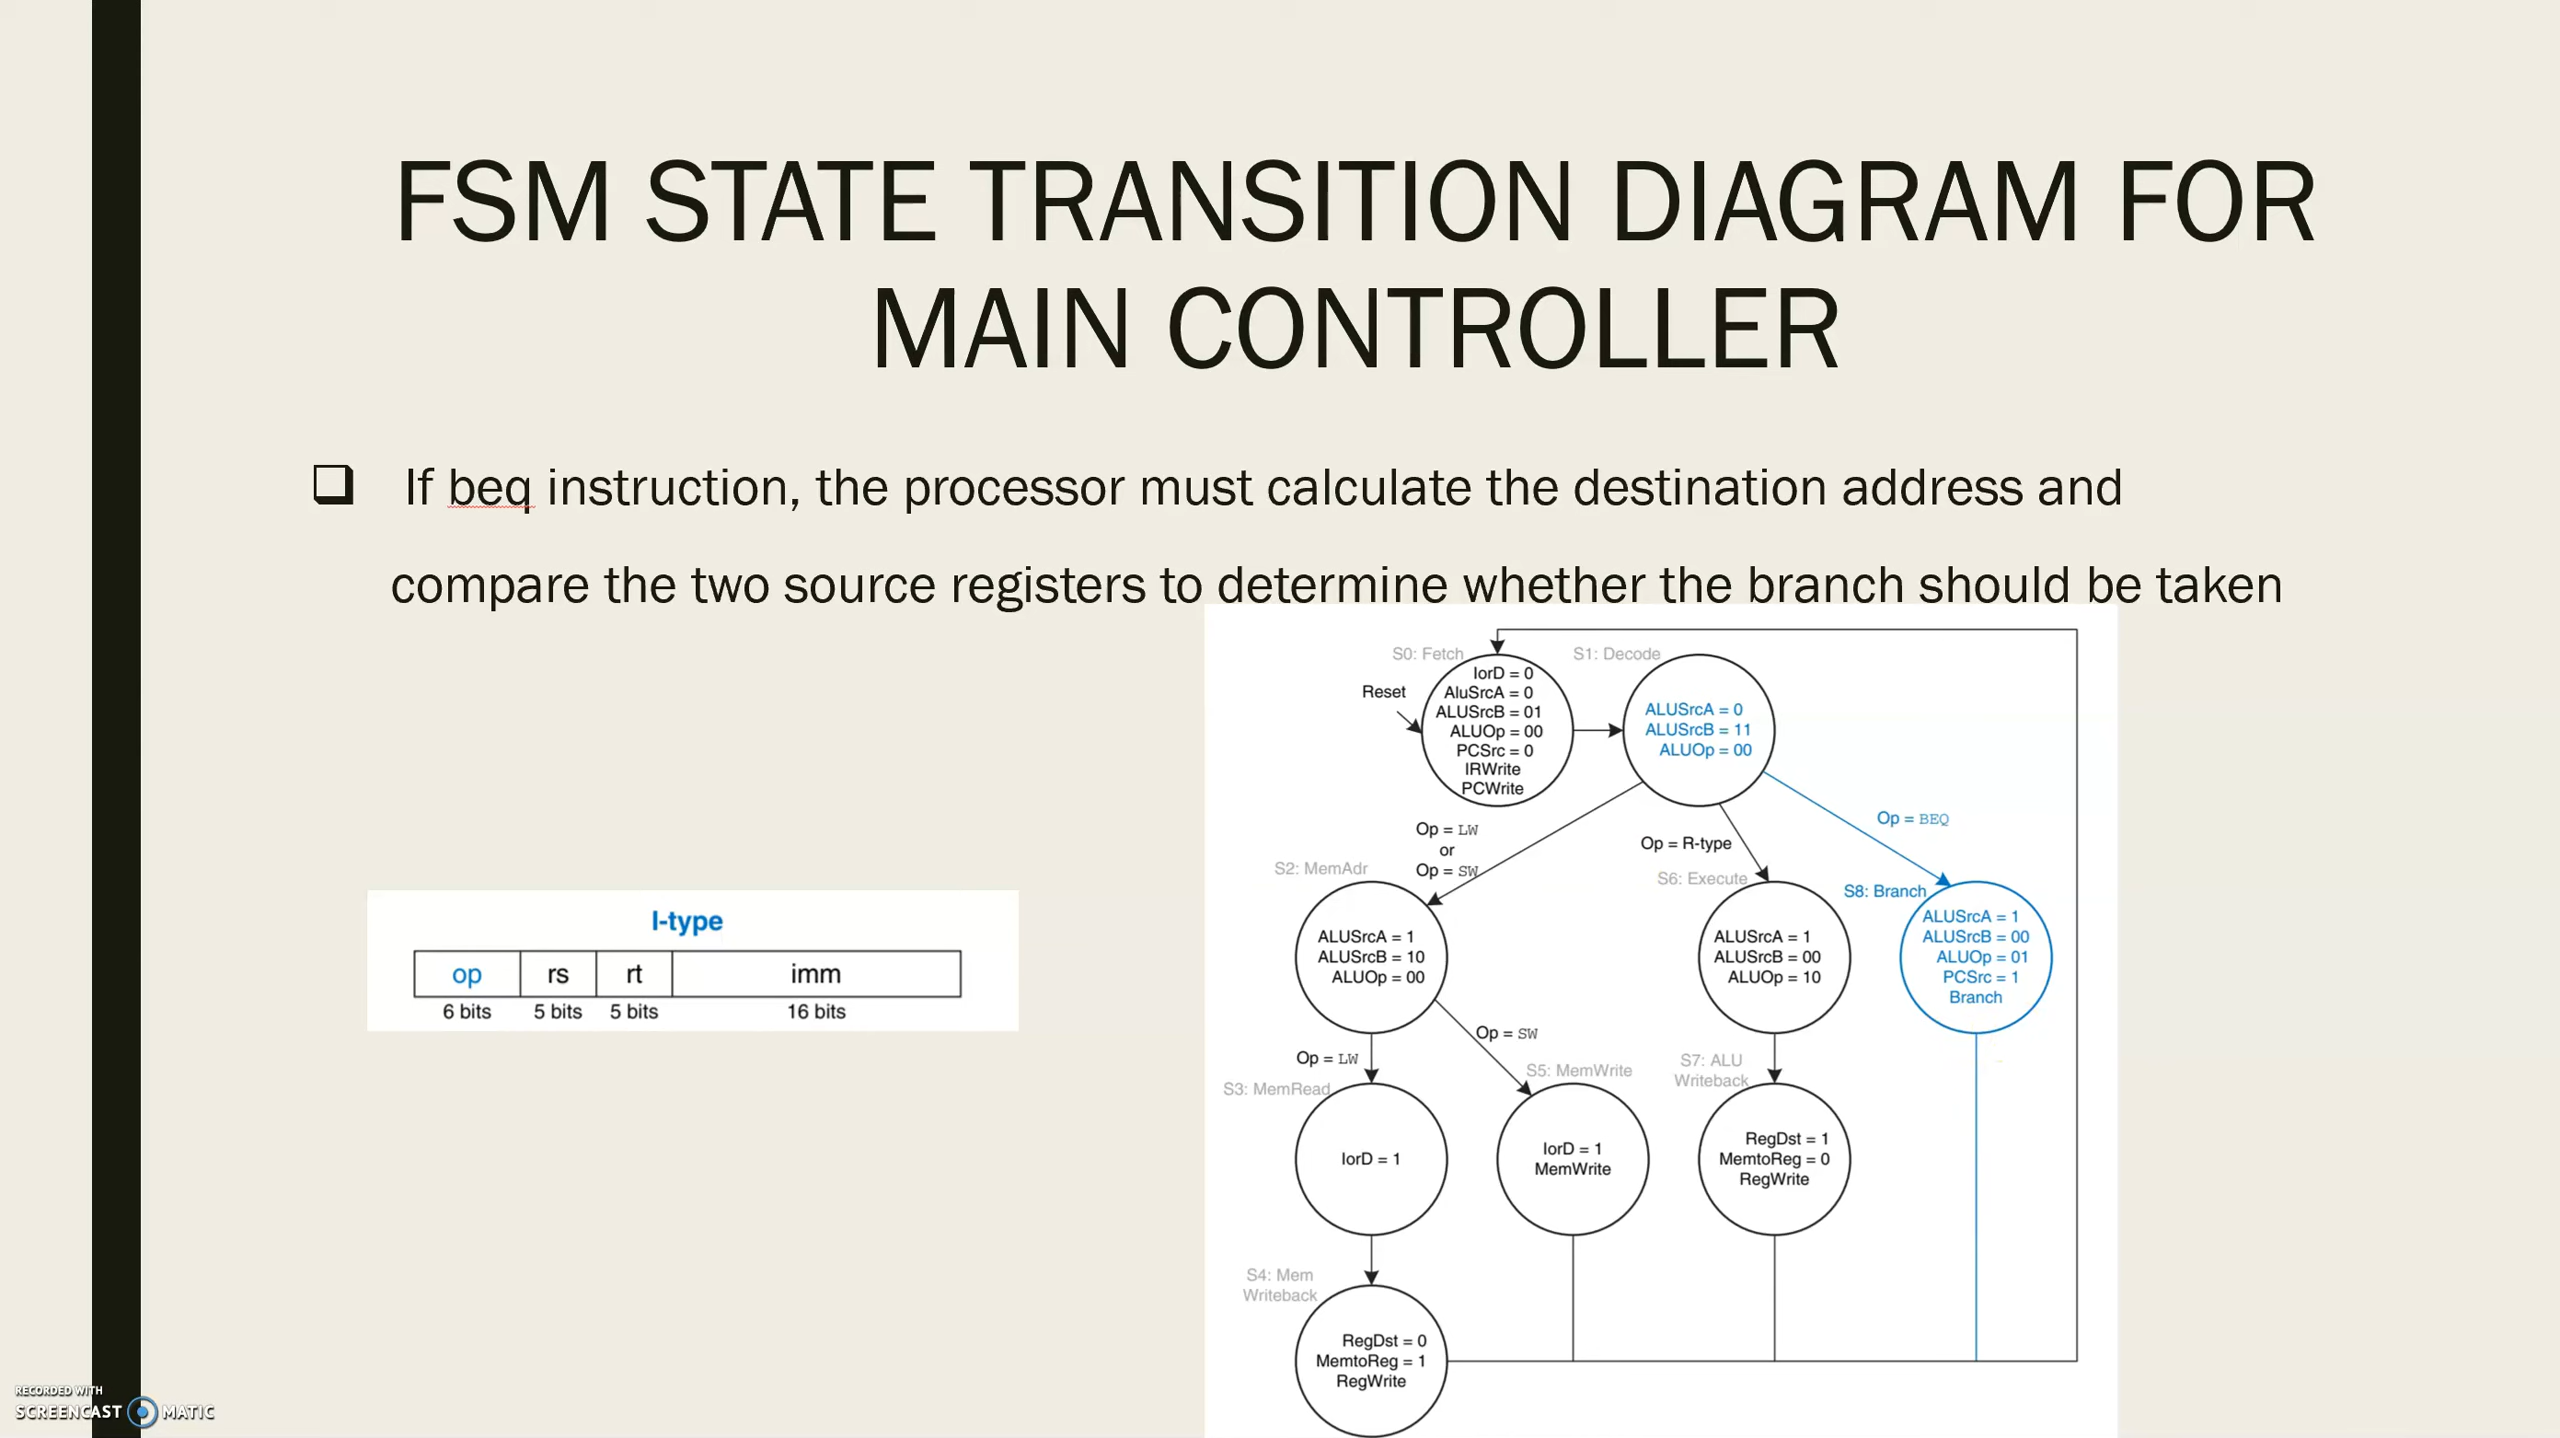 FSM STATE TRANSITION DIAGRAM FOR
MAIN CONTROLLER
If beq instruction, the processor must calculate the destination address and
compare the two source registers to determine whether the branch should be taken
I-type
op rs rt imm
6 bits 5 bits 5 bits 16 bits
S0: Fetch
Reset
IorD = 0
AluSrcA = 0
ALUSrcB = 01
ALUOp = 00
PCSrc = 0
IRWrite
PCWrite
S1: Decode
ALUSrcA = 0
ALUSrcB = 11
ALUOp = 00
Op = LW
or
Op = SW
Op = R-type
Op = BEQ
S2: MemAdr
ALUSrcA = 1
ALUSrcB = 10
ALUOp = 00
S6: Execute
ALUSrcA = 1
ALUSrcB = 00
ALUOp = 10
S8: Branch
ALUSrcA = 1
ALUSrcB = 00
ALUOp = 01
PCSrc = 1
Branch
Op = LW
Op = SW
S3: MemRead
IorD = 1
S5: MemWrite
IorD = 1
MemWrite
S7: ALU
Writeback
RegDst = 1
MemtoReg = 0
RegWrite
S4: Mem
Writeback
RegDst = 0
MemtoReg = 1
RegWrite
RECORDED WITH
SCREENCAST MATIC